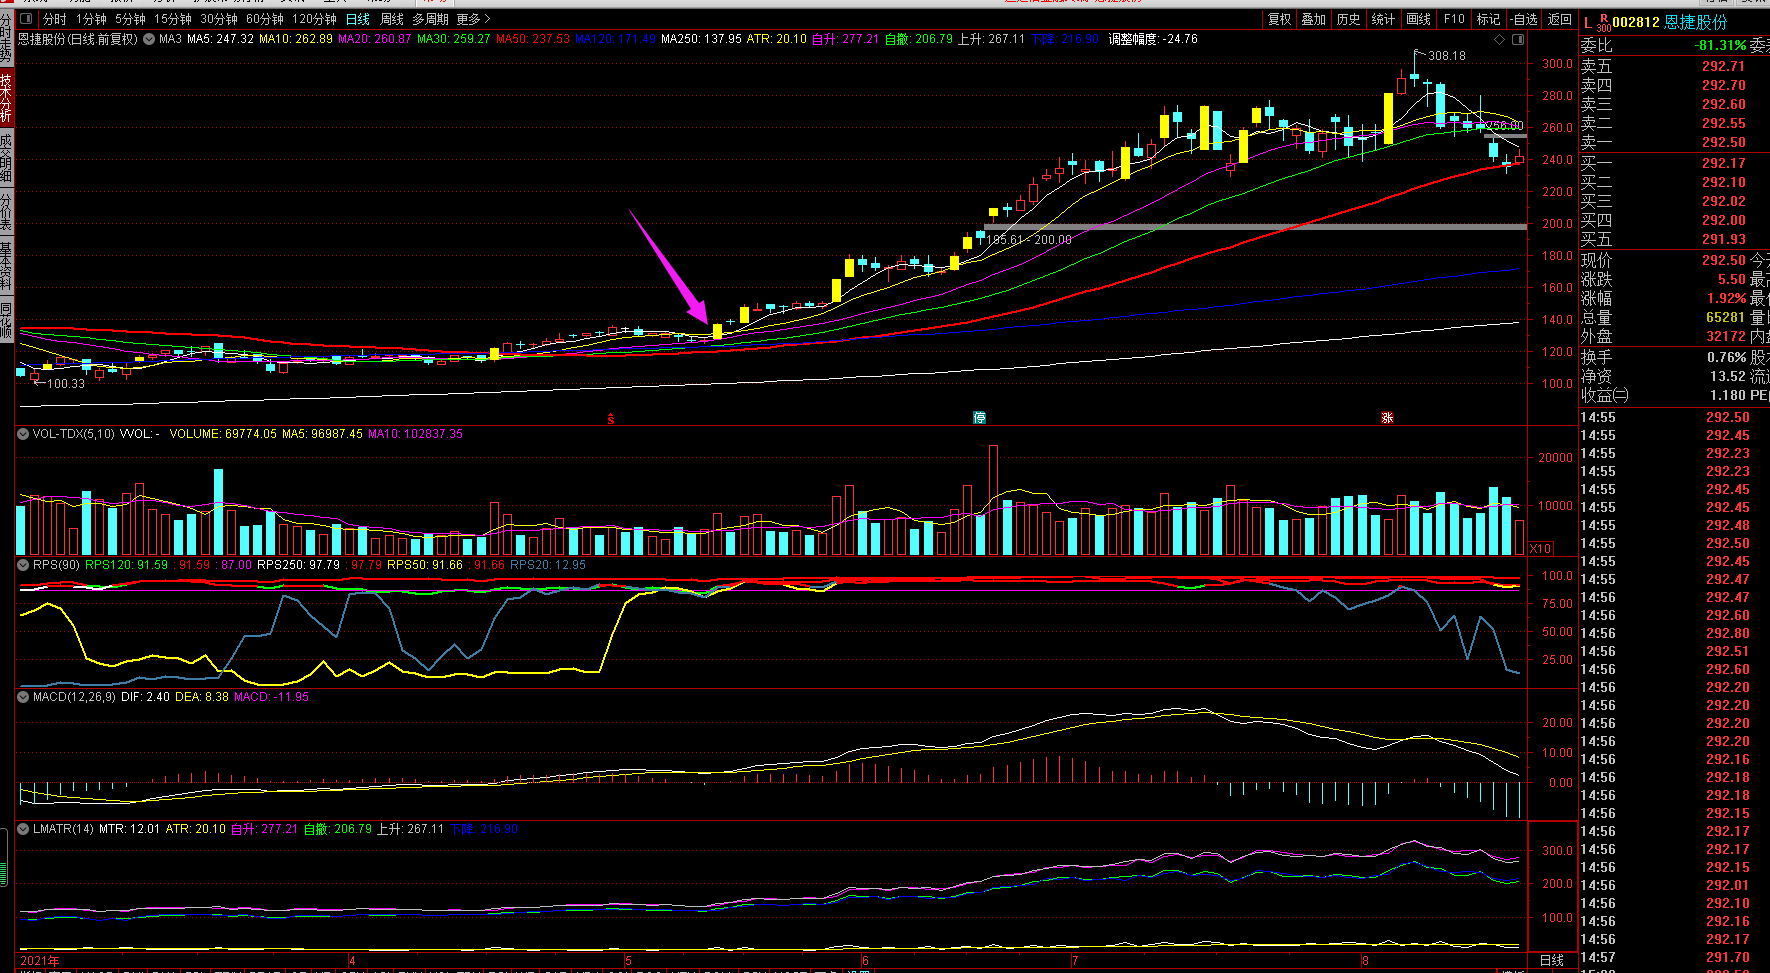 分时 1分钟 5分钟 15分钟 30分钟 60分钟 120分钟 日线 周线 多周期 更多>
复权 叠加 历史 统计 画线 F10 标记 -自选 返回
恩捷股份(日线.前复权) MA3 MA5: 247.32 MA10: 262.89 MA20: 260.87 MA30: 259.27 MA50: 237.53 MA120: 171.49 MA250: 137.95 ATR: 20.10 自升: 277.21 自撤: 206.79 上升: 267.11 下降: 216.90 调整幅度: -24.76
分时走势
技术分析
成交明细
分价表
基本资料
同花顺
308.18
256.00
195.61 - 200.00
←100.33
300.0
280.0
260.0
240.0
220.0
200.0
180.0
160.0
140.0
120.0
100.0
S
停
涨
VOL-TDX(5,10) VVOL: - VOLUME: 69774.05 MA5: 96987.45 MA10: 102837.35
20000
10000
X10
RPS(90) RPS120: 91.59 : 91.59 : 87.00 RPS250: 97.79 : 97.79 RPS50: 91.66 : 91.66 RPS20: 12.95
100.0
75.00
50.00
25.00
MACD(12,26,9) DIF: 2.40 DEA: 8.38 MACD: -11.95
20.00
10.00
0.00
LMATR(14) MTR: 12.01 ATR: 20.10 自升: 277.21 自撤: 206.79 上升: 267.11 下降: 216.90
300.0
200.0
100.0
2021年 4 5 6 7 8 日线
L R 300 002812 恩捷股份
委比 -81.31%
卖五 292.71
卖四 292.70
卖三 292.60
卖二 292.55
卖一 292.50
买一 292.17
买二 292.10
买三 292.02
买四 292.00
买五 291.93
现价 292.50
涨跌 5.50
涨幅 1.92%
总量 65281
外盘 32172
换手 0.76%
净资 13.52
收益㈡ 1.180 PE
14:55 292.50
14:55 292.45
14:55 292.23
14:55 292.23
14:55 292.45
14:55 292.45
14:55 292.48
14:55 292.50
14:55 292.45
14:55 292.47
14:56 292.47
14:56 292.60
14:56 292.80
14:56 292.51
14:56 292.60
14:56 292.20
14:56 292.20
14:56 292.20
14:56 292.20
14:56 292.16
14:56 292.18
14:56 292.18
14:56 292.15
14:56 292.17
14:56 292.17
14:56 292.15
14:56 292.01
14:56 292.10
14:56 292.16
14:56 292.17
14:57 291.70